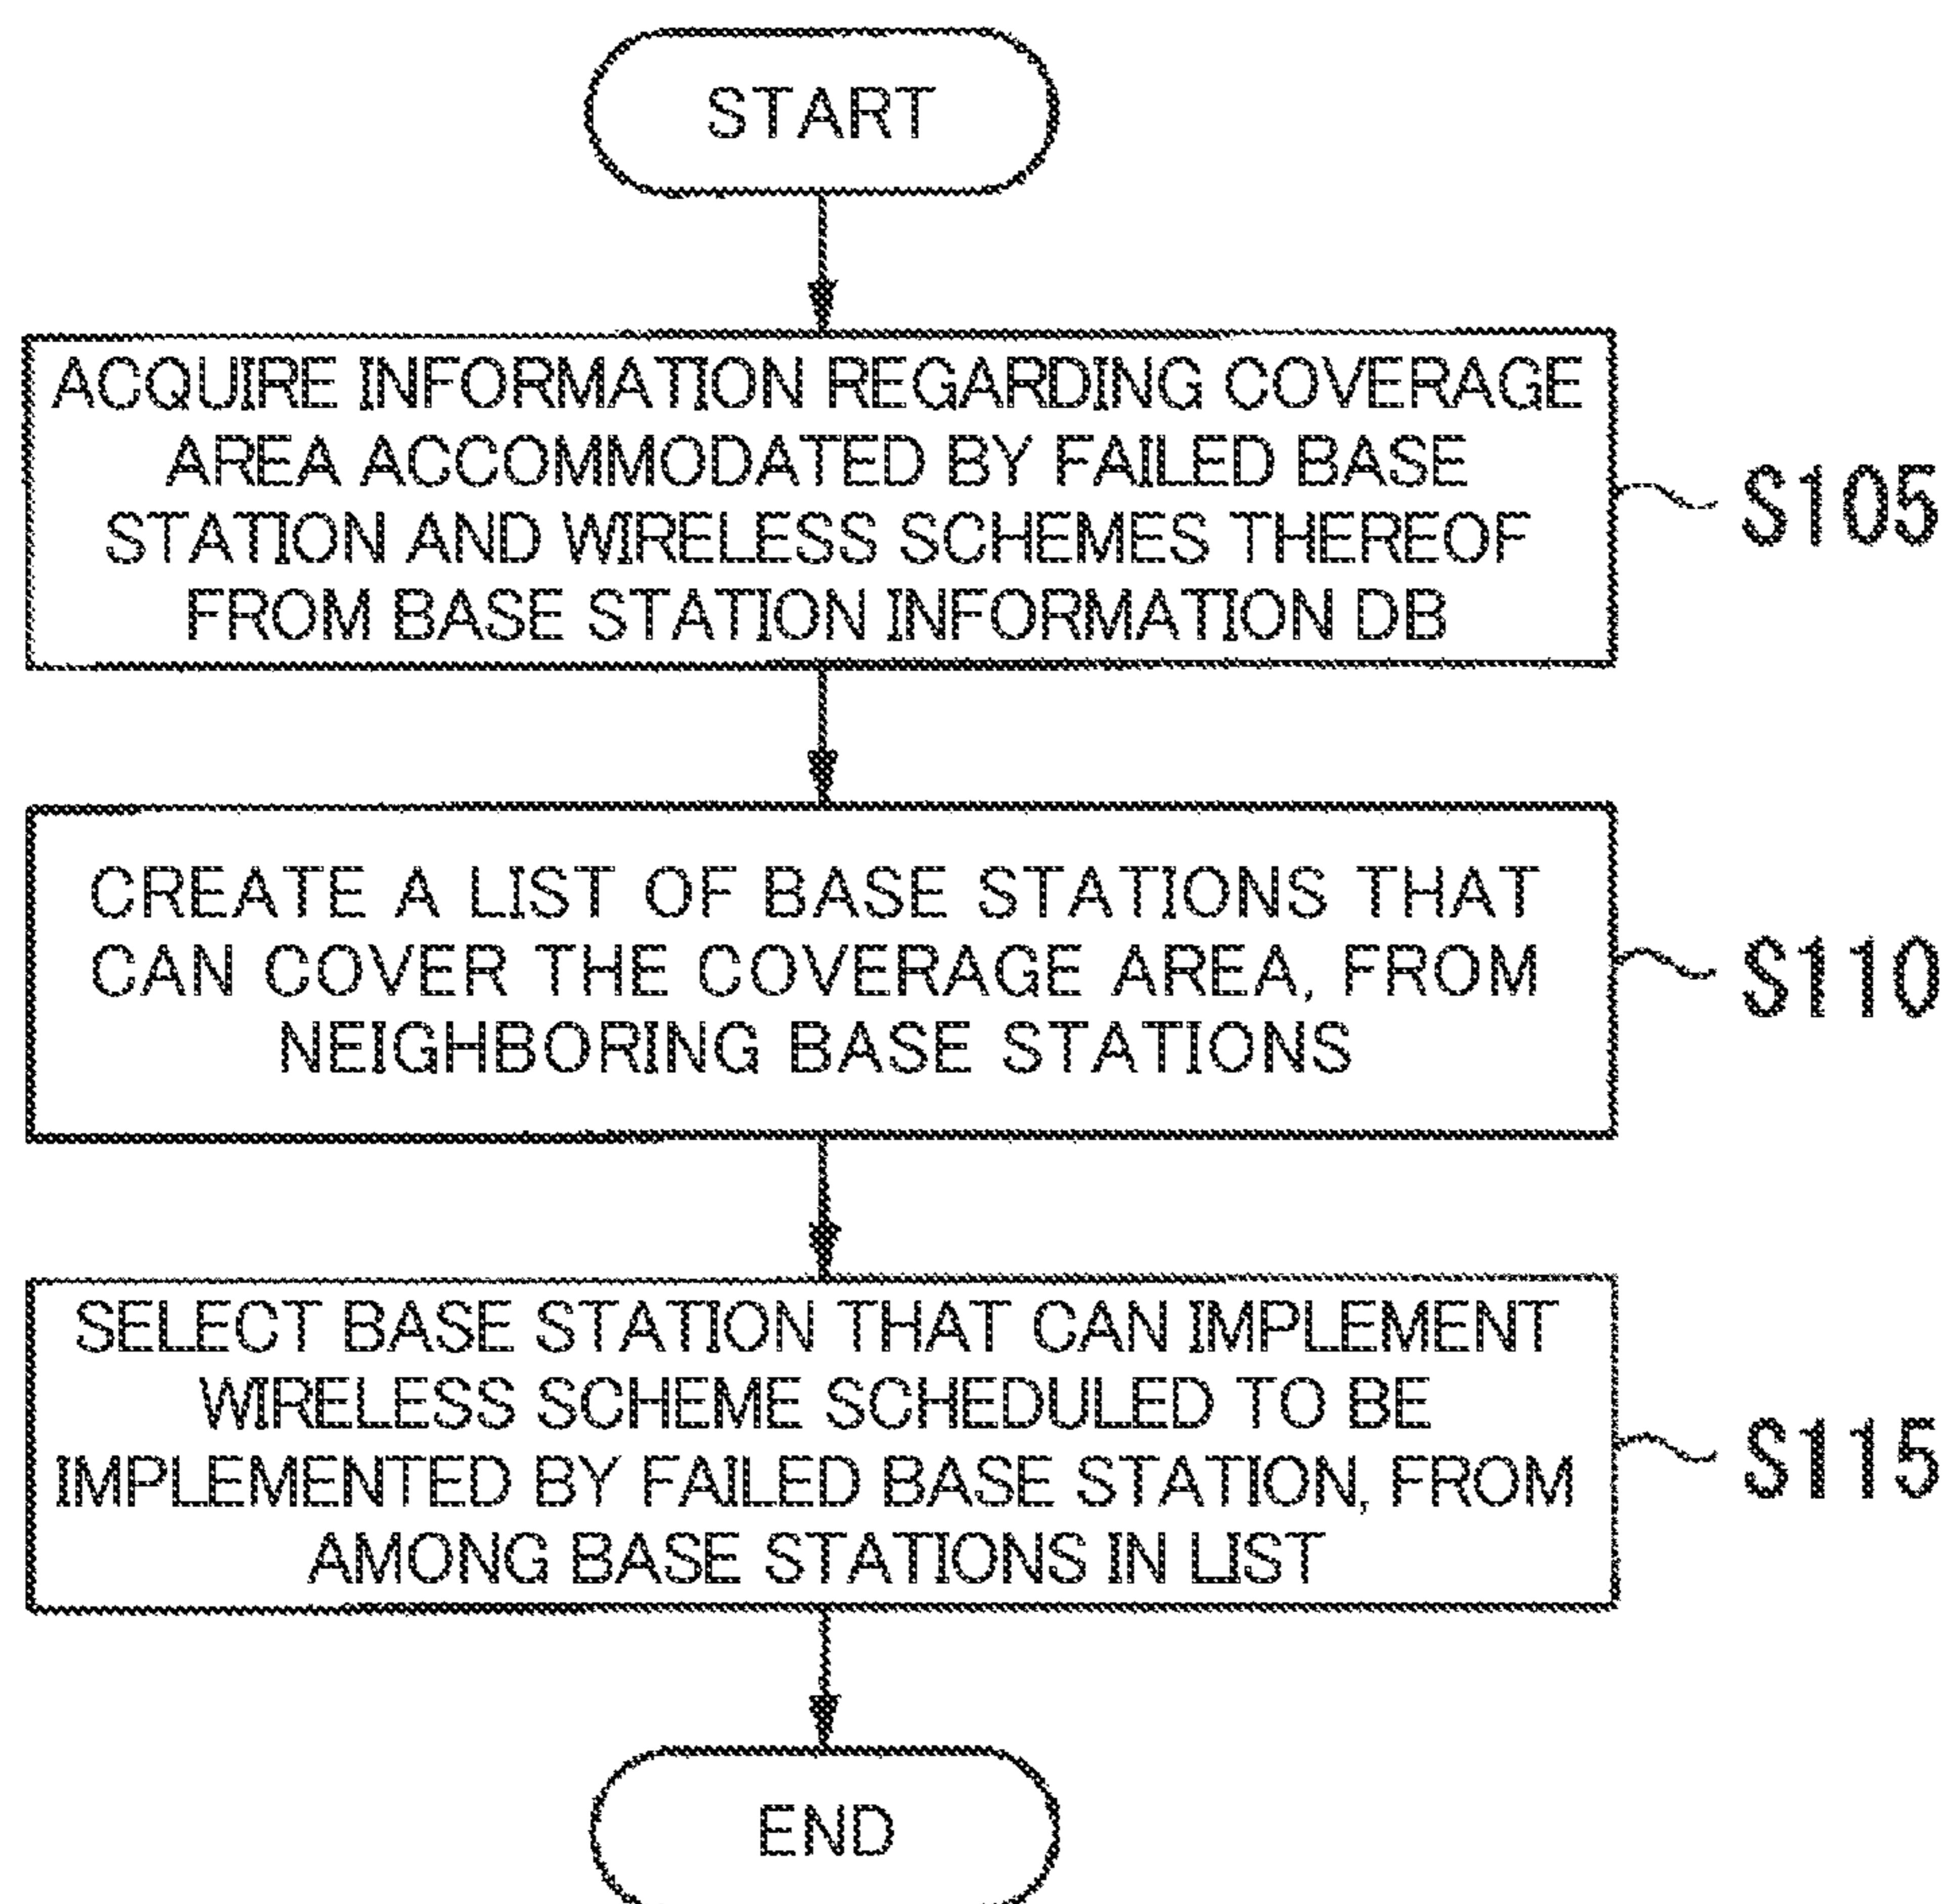 START
ACQUIRE INFORMATION REGARDING COVERAGE
AREA ACCOMMODATED BY FAILED BASE
STATION AND WIRELESS SCHEMES THEREOF
FROM BASE STATION INFORMATION DB
S105
CREATE A LIST OF BASE STATIONS THAT
CAN COVER THE COVERAGE AREA, FROM
NEIGHBORING BASE STATIONS
S110
SELECT BASE STATION THAT CAN IMPLEMENT
WIRELESS SCHEME SCHEDULED TO BE
IMPLEMENTED BY FAILED BASE STATION, FROM
AMONG BASE STATIONS IN LIST
S115
END